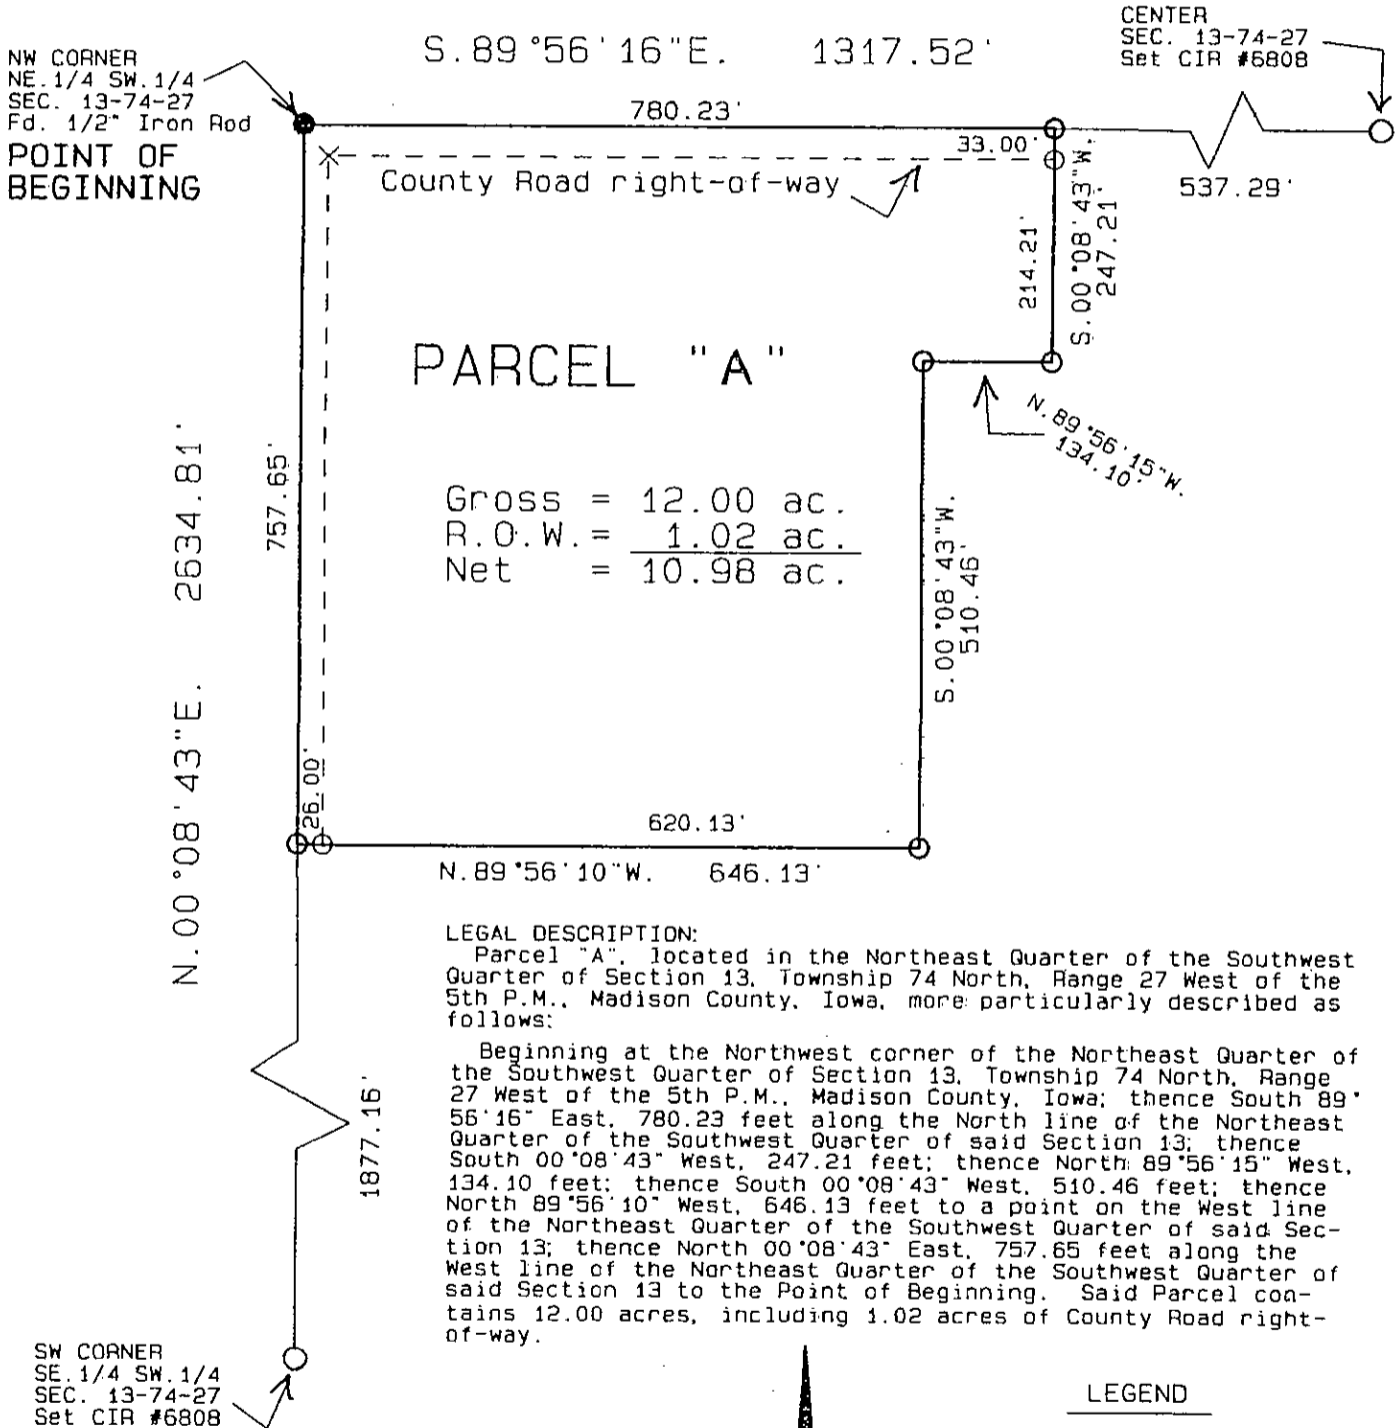 NW CORNER
NE.1/4 SW.1/4
SEC. 13-74-27
Fd. 1/2" Iron Rod
POINT OF
BEGINNING
S.89°56'16"E. 1317.52'
CENTER
SEC. 13-74-27
Set CIR #6808
780.23'
33.00'
537.29'
County Road right-of-way
S.00°08'43"W.
247.21'
214.21'
PARCEL "A"
N.89°56'15"W.
134.10'
N.00°08'43"E. 2634.81'
757.65'
Gross = 12.00 ac.
R.O.W.= 1.02 ac.
Net = 10.98 ac.
S.00°08'43"W.
510.46'
26.00'
620.13'
N.89°56'10"W. 646.13'
1877.16'
LEGAL DESCRIPTION:
Parcel "A", located in the Northeast Quarter of the Southwest
Quarter of Section 13, Township 74 North, Range 27 West of the
5th P.M., Madison County, Iowa, more particularly described as
follows:
Beginning at the Northwest corner of the Northeast Quarter of
the Southwest Quarter of Section 13, Township 74 North, Range
27 West of the 5th P.M., Madison County, Iowa; thence South 89°
56'16" East, 780.23 feet along the North line of the Northeast
Quarter of the Southwest Quarter of said Section 13; thence
South 00°08'43" West, 247.21 feet; thence North 89°56'15" West,
134.10 feet; thence South 00°08'43" West, 510.46 feet; thence
North 89°56'10" West, 646.13 feet to a point on the West line
of the Northeast Quarter of the Southwest Quarter of said Sec-
tion 13; thence North 00°08'43" East, 757.65 feet along the
West line of the Northeast Quarter of the Southwest Quarter of
said Section 13 to the Point of Beginning. Said Parcel con-
tains 12.00 acres, including 1.02 acres of County Road right-
of-way.
SW CORNER
SE.1/4 SW.1/4
SEC. 13-74-27
Set CIR #6808
LEGEND